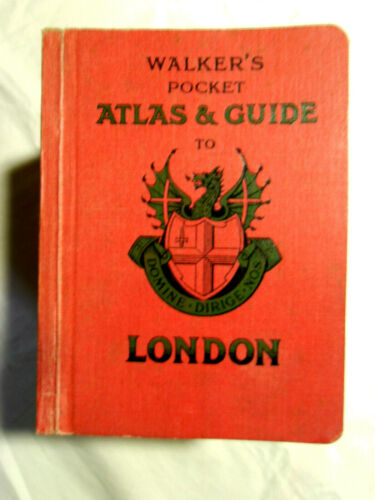 WALKER'S
POCKET
ATLAS & GUIDE
TO
DOMINE · DIRIGE · NOS
LONDON